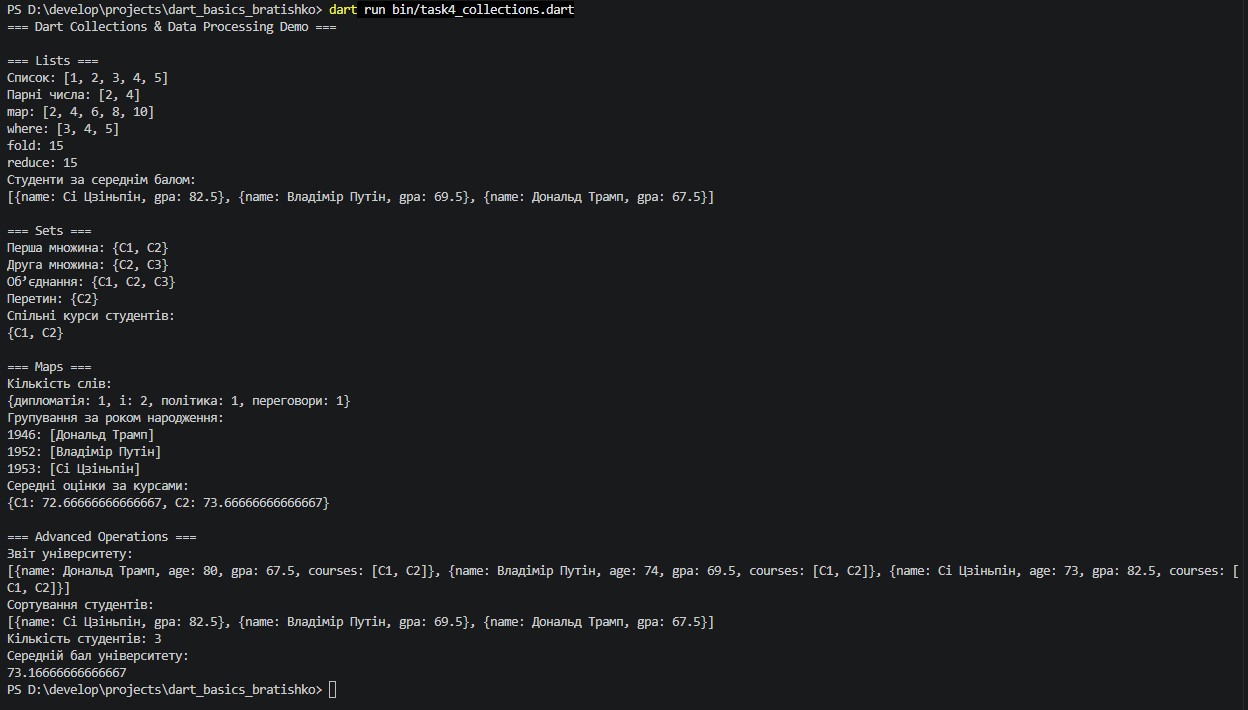 PS D:\develop\projects\dart_basics_bratishko> dart run bin/task4_collections.dart
=== Dart Collections & Data Processing Demo ===
=== Lists ===
Список: [1, 2, 3, 4, 5]
Парні числа: [2, 4]
map: [2, 4, 6, 8, 10]
where: [3, 4, 5]
fold: 15
reduce: 15
Студенти за середнім балом:
[{name: Сі Цзіньпін, gpa: 82.5}, {name: Владімір Путін, gpa: 69.5}, {name: Дональд Трамп, gpa: 67.5}]
=== Sets ===
Перша множина: {C1, C2}
Друга множина: {C2, C3}
Об’єднання: {C1, C2, C3}
Перетин: {C2}
Спільні курси студентів:
{C1, C2}
=== Maps ===
Кількість слів:
{дипломатія: 1, і: 2, політика: 1, переговори: 1}
Групування за роком народження:
1946: [Дональд Трамп]
1952: [Владімір Путін]
1953: [Сі Цзіньпін]
Середні оцінки за курсами:
{C1: 72.66666666666667, C2: 73.66666666666667}
=== Advanced Operations ===
Звіт університету:
[{name: Дональд Трамп, age: 80, gpa: 67.5, courses: [C1, C2]}, {name: Владімір Путін, age: 74, gpa: 69.5, courses: [C1, C2]}, {name: Сі Цзіньпін, age: 73, gpa: 82.5, courses: [
C1, C2]}]
Сортування студентів:
[{name: Сі Цзіньпін, gpa: 82.5}, {name: Владімір Путін, gpa: 69.5}, {name: Дональд Трамп, gpa: 67.5}]
Кількість студентів: 3
Середній бал університету:
73.16666666666667
PS D:\develop\projects\dart_basics_bratishko>